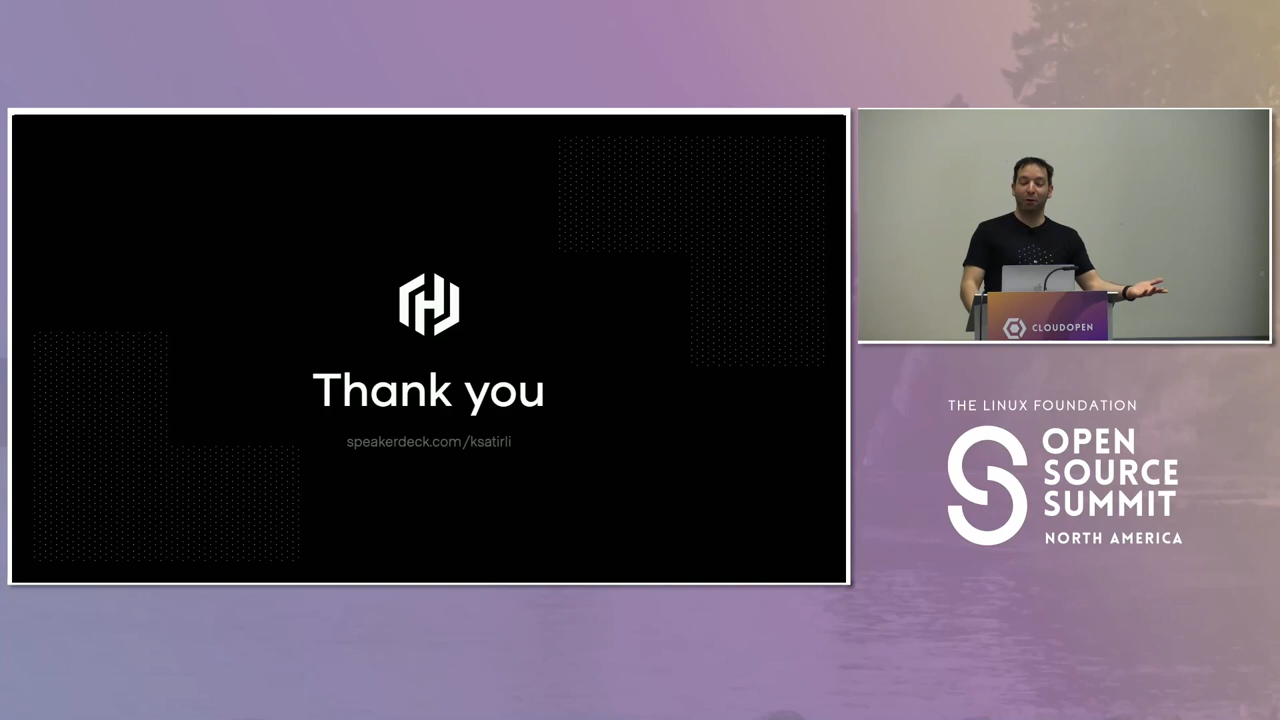 Thank you
speakerdeck.com/ksatirli
CLOUDOPEN
THE LINUX FOUNDATION
OPEN
SOURCE
SUMMIT
NORTH AMERICA